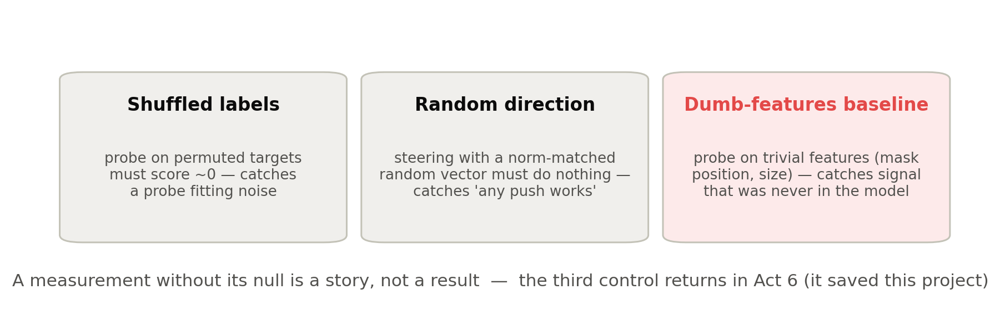 Shuffled labels
probe on permuted targets
must score ~0 — catches
a probe fitting noise
Random direction
steering with a norm-matched
random vector must do nothing —
catches 'any push works'
Dumb-features baseline
probe on trivial features (mask
position, size) — catches signal
that was never in the model
A measurement without its null is a story, not a result  —  the third control returns in Act 6 (it saved this project)